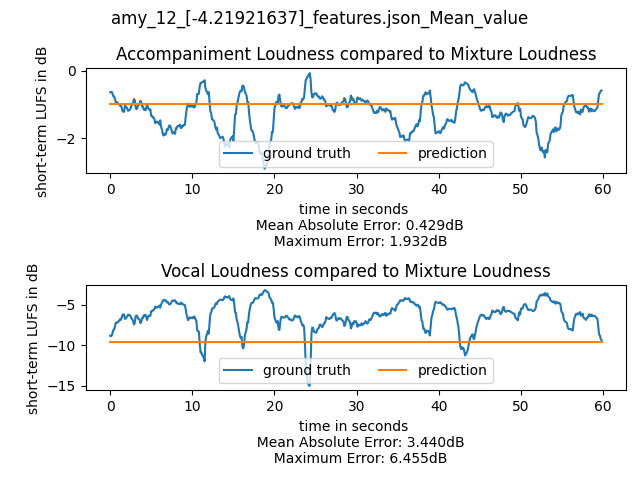 amy_12_[-4.21921637]_features.json_Mean_value
Accompaniment Loudness compared to Mixture Loudness
short-term LUFS in dB
0
−2
ground truth
prediction
0 10 20 30 40 50 60
time in seconds
Mean Absolute Error: 0.429dB
Maximum Error: 1.932dB
Vocal Loudness compared to Mixture Loudness
short-term LUFS in dB
−5
−10
−15
ground truth
prediction
0 10 20 30 40 50 60
time in seconds
Mean Absolute Error: 3.440dB
Maximum Error: 6.455dB